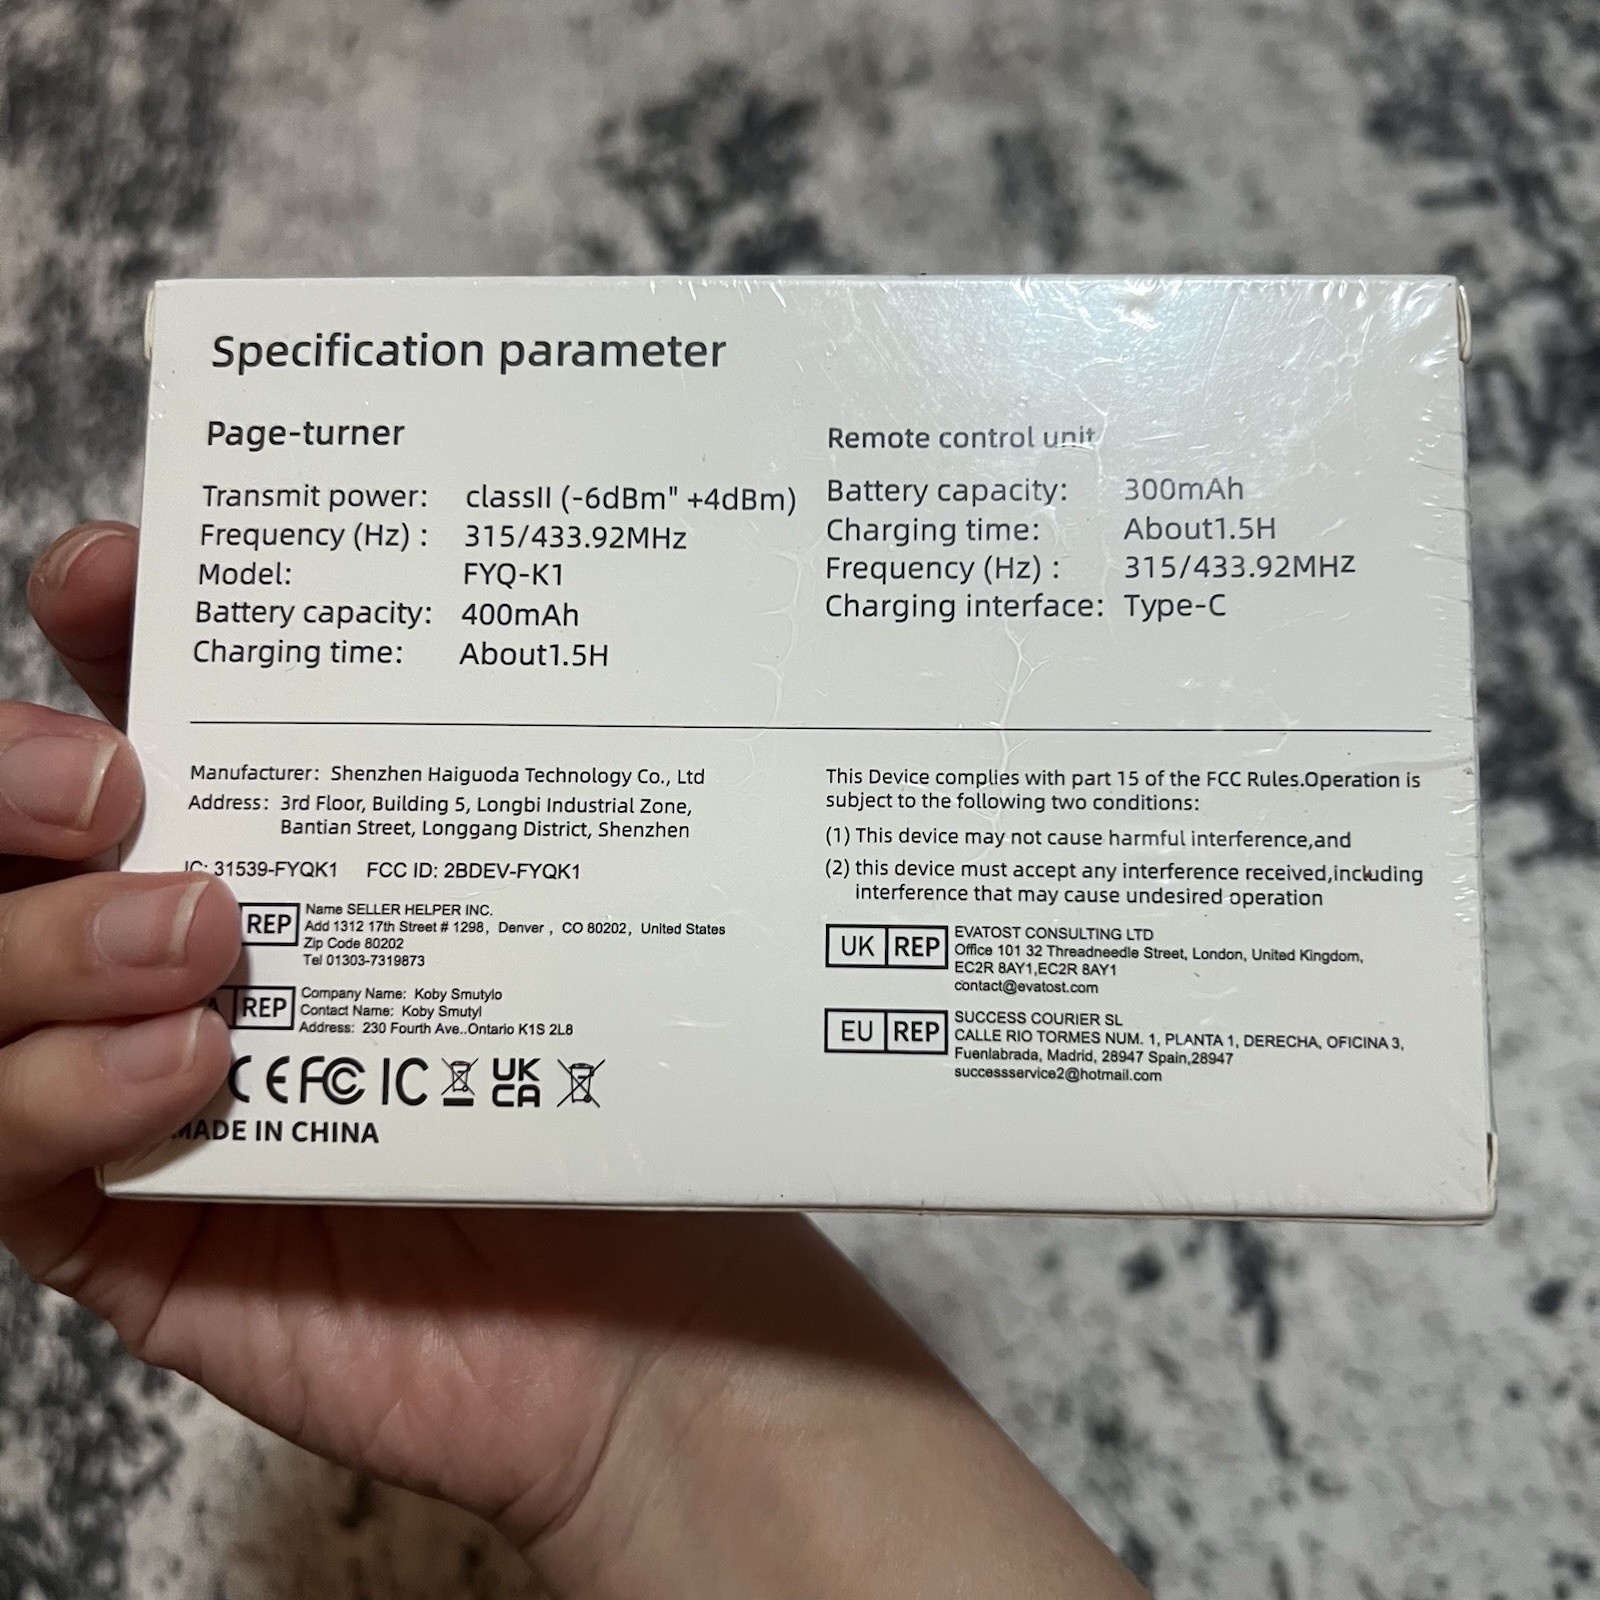 Specification parameter
Page-turner
Transmit power: classII (-6dBm" +4dBm)
Frequency (Hz) : 315/433.92MHz
Model: FYQ-K1
Battery capacity: 400mAh
Charging time: About1.5H
Remote control unit
Battery capacity: 300mAh
Charging time: About1.5H
Frequency (Hz) : 315/433.92MHz
Charging interface: Type-C
Manufacturer: Shenzhen Haiguoda Technology Co., Ltd
Address: 3rd Floor, Building 5, Longbi Industrial Zone,
Bantian Street, Longgang District, Shenzhen
IC: 31539-FYQK1 FCC ID: 2BDEV-FYQK1
REP
Name SELLER HELPER INC.
Add 1312 17th Street # 1298, Denver , CO 80202, United States
Zip Code 80202
Tel 01303-7319873
REP
Company Name: Koby Smutylo
Contact Name: Koby Smutyl
Address: 230 Fourth Ave..Ontario K1S 2L8
CE FCC IC UK CA
MADE IN CHINA
This Device complies with part 15 of the FCC Rules.Operation is
subject to the following two conditions:
(1) This device may not cause harmful interference,and
(2) this device must accept any interference received,including
interference that may cause undesired operation
UK REP
EVATOST CONSULTING LTD
Office 101 32 Threadneedle Street, London, United Kingdom,
EC2R 8AY1,EC2R 8AY1
contact@evatost.com
EU REP
SUCCESS COURIER SL
CALLE RIO TORMES NUM. 1, PLANTA 1, DERECHA, OFICINA 3,
Fuenlabrada, Madrid, 28947 Spain,28947
successservice2@hotmail.com